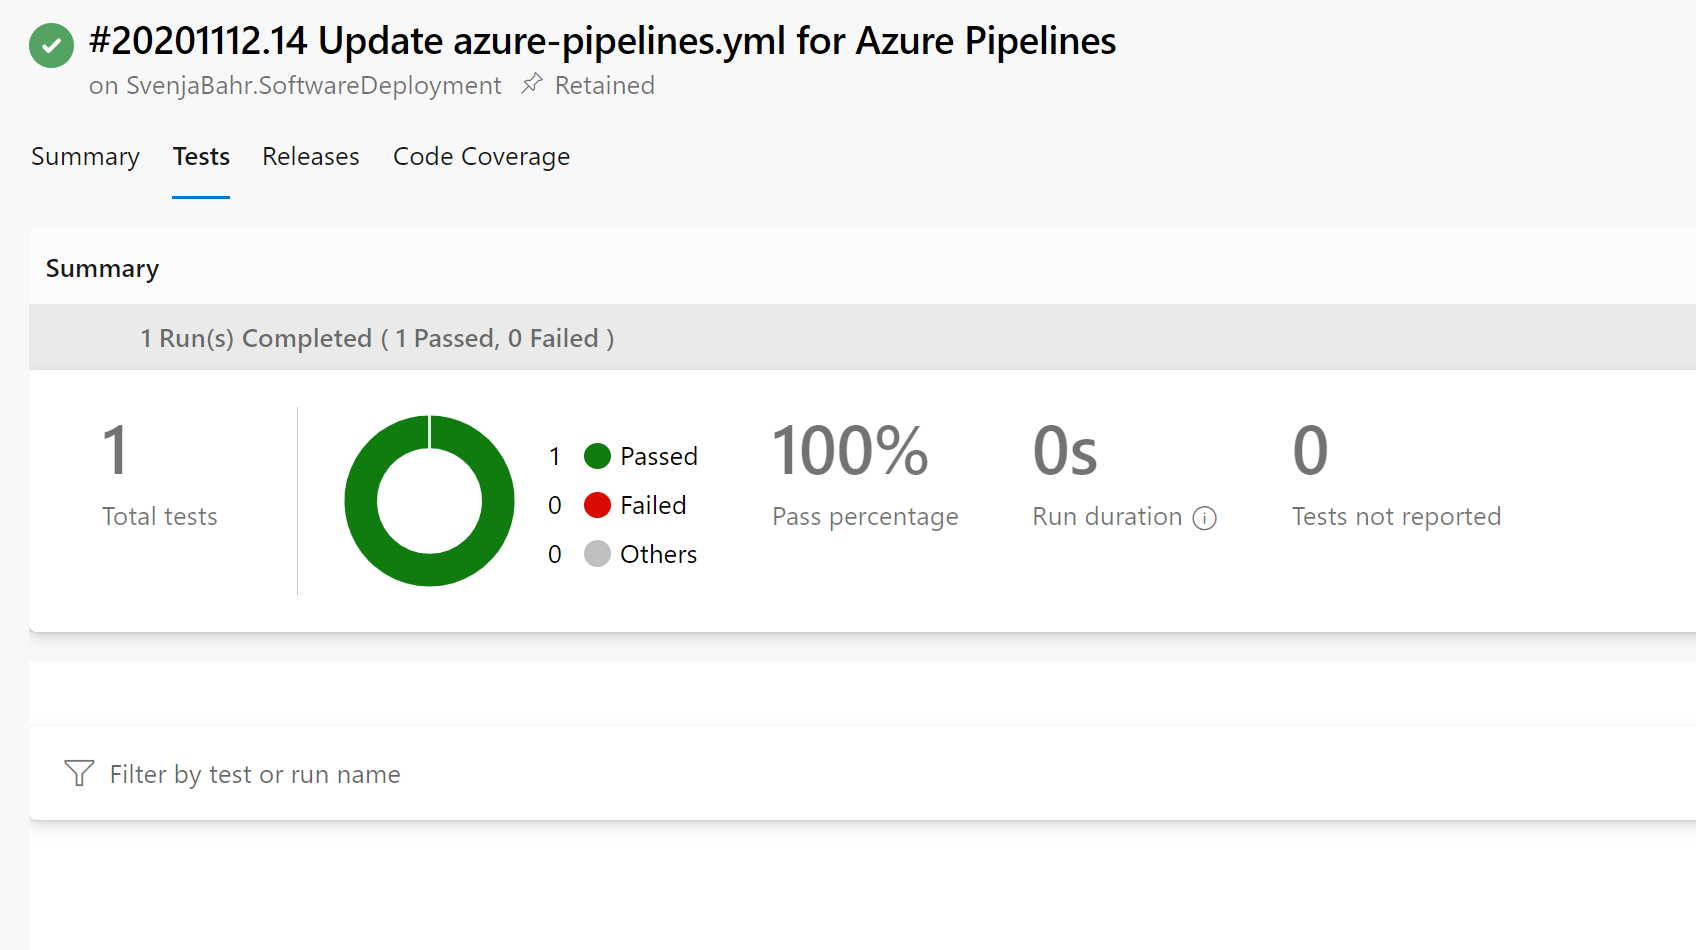 #20201112.14 Update azure-pipelines.yml for Azure Pipelines
on SvenjaBahr.SoftwareDeployment Retained
Summary Tests Releases Code Coverage
Summary
1 Run(s) Completed ( 1 Passed, 0 Failed )
1
Total tests
1 Passed
0 Failed
0 Others
100%
Pass percentage
0s
Run duration
0
Tests not reported
Filter by test or run name